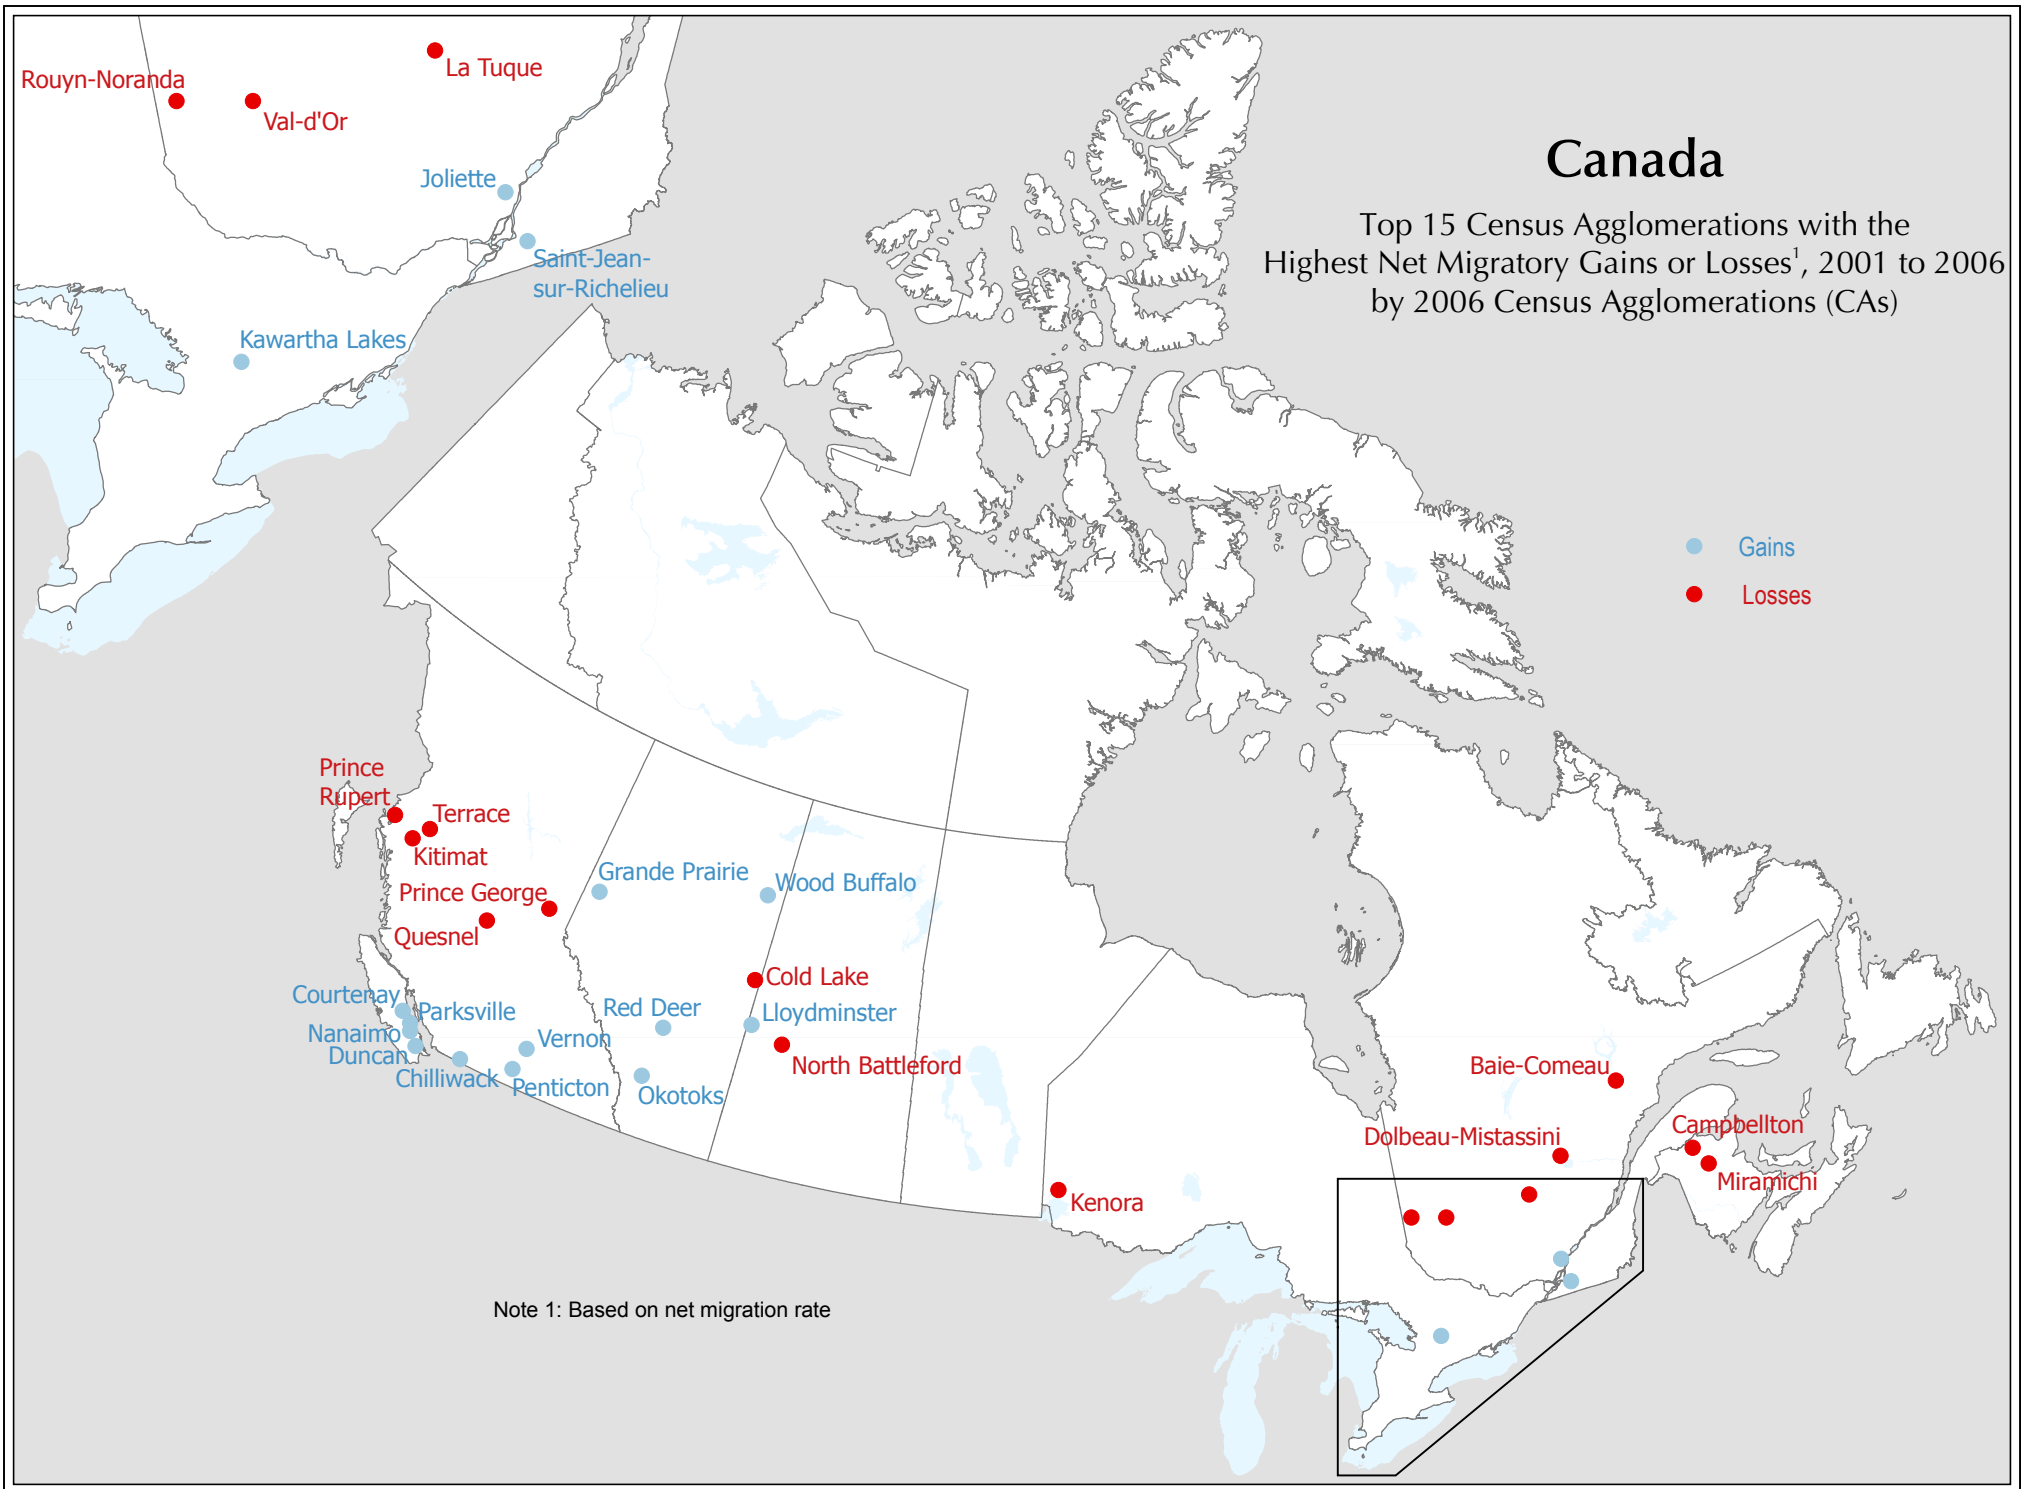 Canada
Top 15 Census Agglomerations with the
Highest Net Migratory Gains or Losses¹, 2001 to 2006
by 2006 Census Agglomerations (CAs)
Rouyn-Noranda
La Tuque
Val-d'Or
Joliette
Saint-Jean-
sur-Richelieu
Kawartha Lakes
Gains
Losses
Prince
Rupert
Terrace
Kitimat
Prince George
Quesnel
Grande Prairie
Wood Buffalo
Cold Lake
Courtenay
Parksville
Nanaimo
Duncan
Chilliwack
Vernon
Penticton
Red Deer
Okotoks
Lloydminster
North Battleford
Kenora
Baie-Comeau
Dolbeau-Mistassini
Campbellton
Miramichi
Note 1: Based on net migration rate